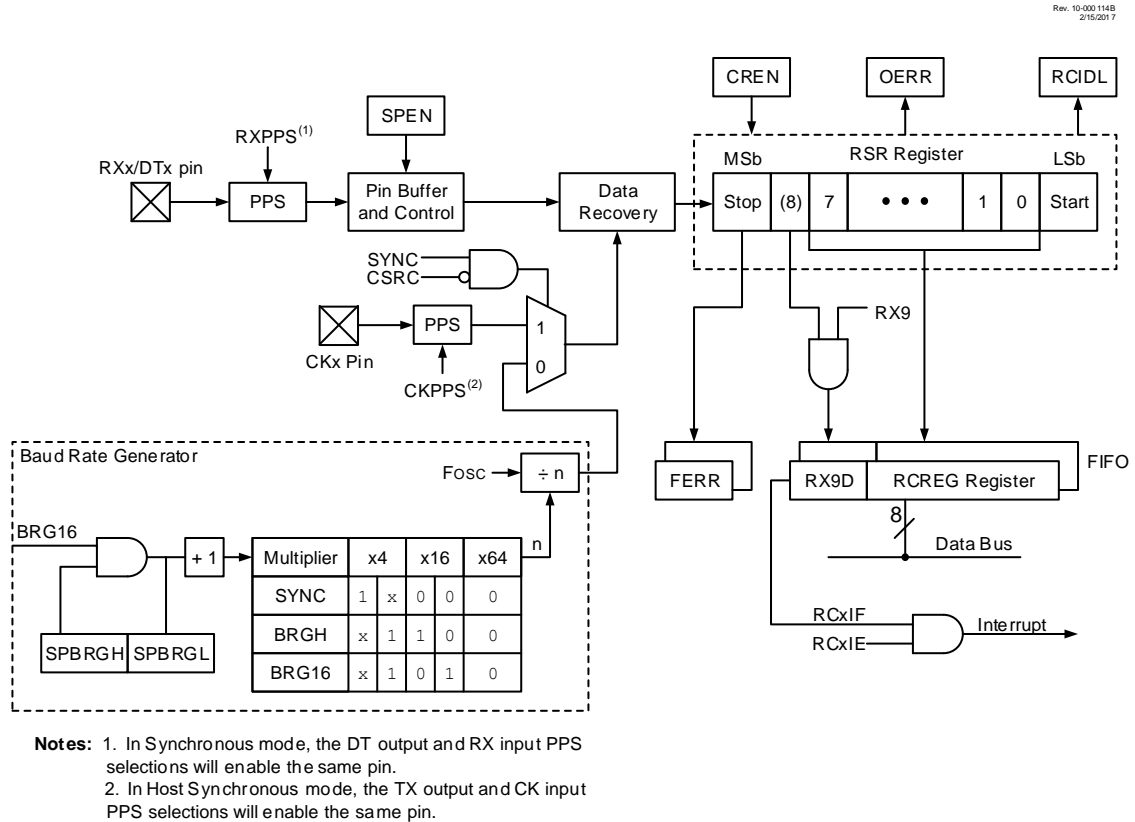 Rev. 10-000114B
2/15/2017
CREN
OERR
RCIDL
SPEN
RXPPS(1)
RXx/DTx pin
PPS
Pin Buffer
and Control
Data
Recovery
MSb
RSR Register
LSb
Stop (8) 7 • • • 1 0 Start
SYNC
CSRC
RX9
PPS
1
0
CKx Pin
CKPPS(2)
Baud Rate Generator
FOSC
÷ n
FERR
RX9D
RCREG Register
FIFO
8
Data Bus
BRG16
+ 1
n
Multiplier x4 x16 x64
SYNC 1 x 0 0 0
BRGH x 1 1 0 0
BRG16 x 1 0 1 0
SPBRGH SPBRGL
RCxIF
RCxIE
Interrupt
Notes: 1. In Synchronous mode, the DT output and RX input PPS
selections will enable the same pin.
2. In Host Synchronous mode, the TX output and CK input
PPS selections will enable the same pin.